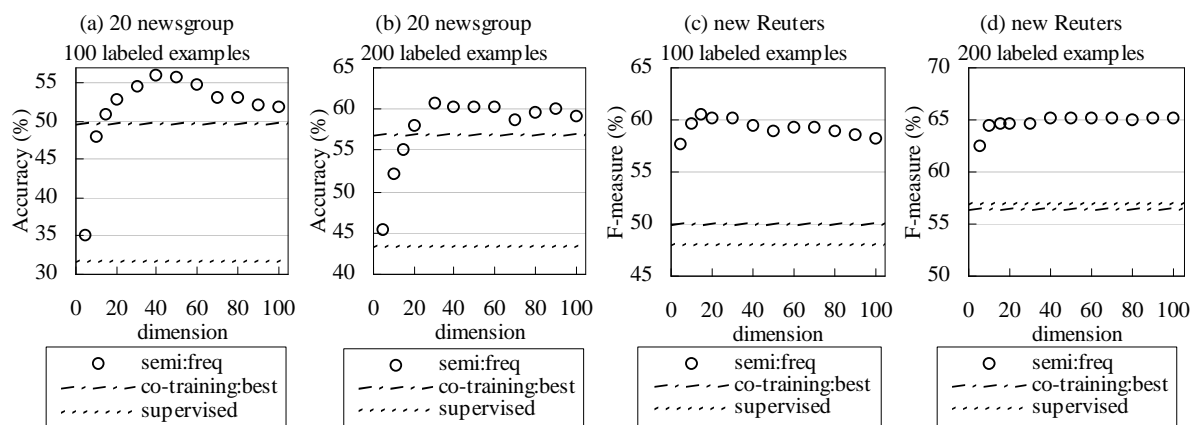 (a) 20 newsgroup
100 labeled examples
Accuracy (%)
55
50
45
40
35
30
0 20 40 60 80 100
dimension
semi:freq
co-training:best
supervised
(b) 20 newsgroup
200 labeled examples
Accuracy (%)
65
60
55
50
45
40
0 20 40 60 80 100
dimension
semi:freq
co-training:best
supervised
(c) new Reuters
100 labeled examples
F-measure (%)
65
60
55
50
45
0 20 40 60 80 100
dimension
semi:freq
co-training:best
supervised
(d) new Reuters
200 labeled examples
F-measure (%)
70
65
60
55
50
0 20 40 60 80 100
dimension
semi:freq
co-training:best
supervised